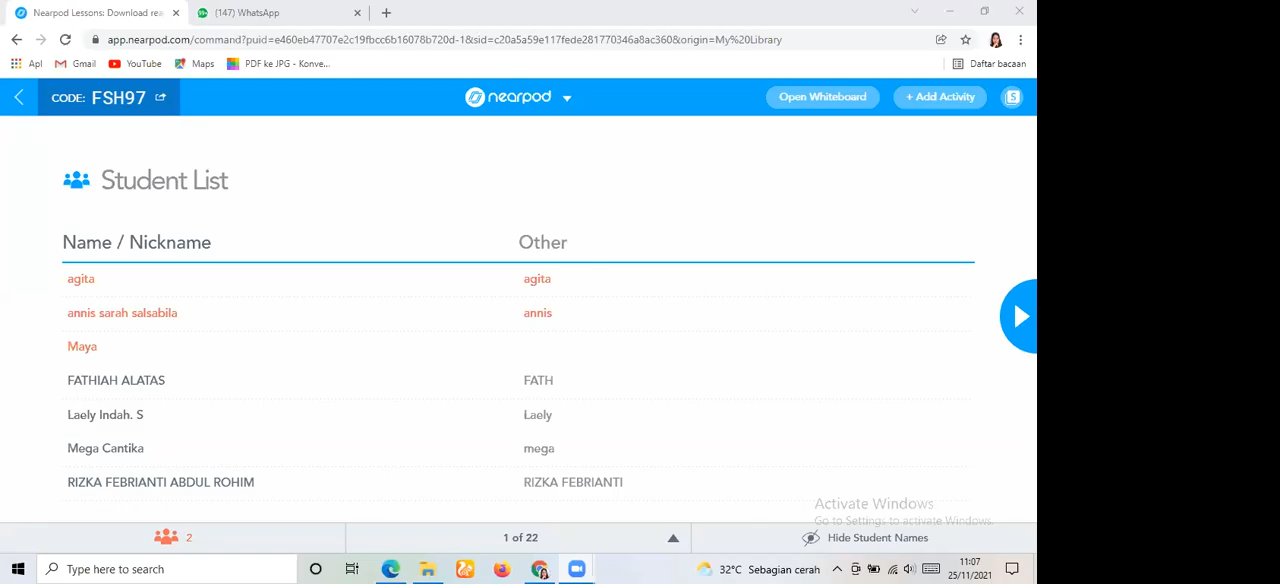 Nearpod Lessons: Download rea
(147) WhatsApp
app.nearpod.com/command?puid=e460eb47707e2c19fbcc6b16078b720d-1&sid=c20a5a59e117fede281770346a8ac360&origin=My%20Library
Apl Gmail YouTube Maps PDF ke JPG - Konve... Daftar bacaan
CODE: FSH97 nearpod Open Whiteboard + Add Activity S
Student List
Name / Nickname Other
agita agita
annis sarah salsabila annis
Maya
FATHIAH ALATAS FATH
Laely Indah. S Laely
Mega Cantika mega
RIZKA FEBRIANTI ABDUL ROHIM RIZKA FEBRIANTI
Activate Windows
Go to Settings to activate Windows.
2 1 of 22 Hide Student Names
Type here to search 32°C Sebagian cerah 11:07
25/11/2021